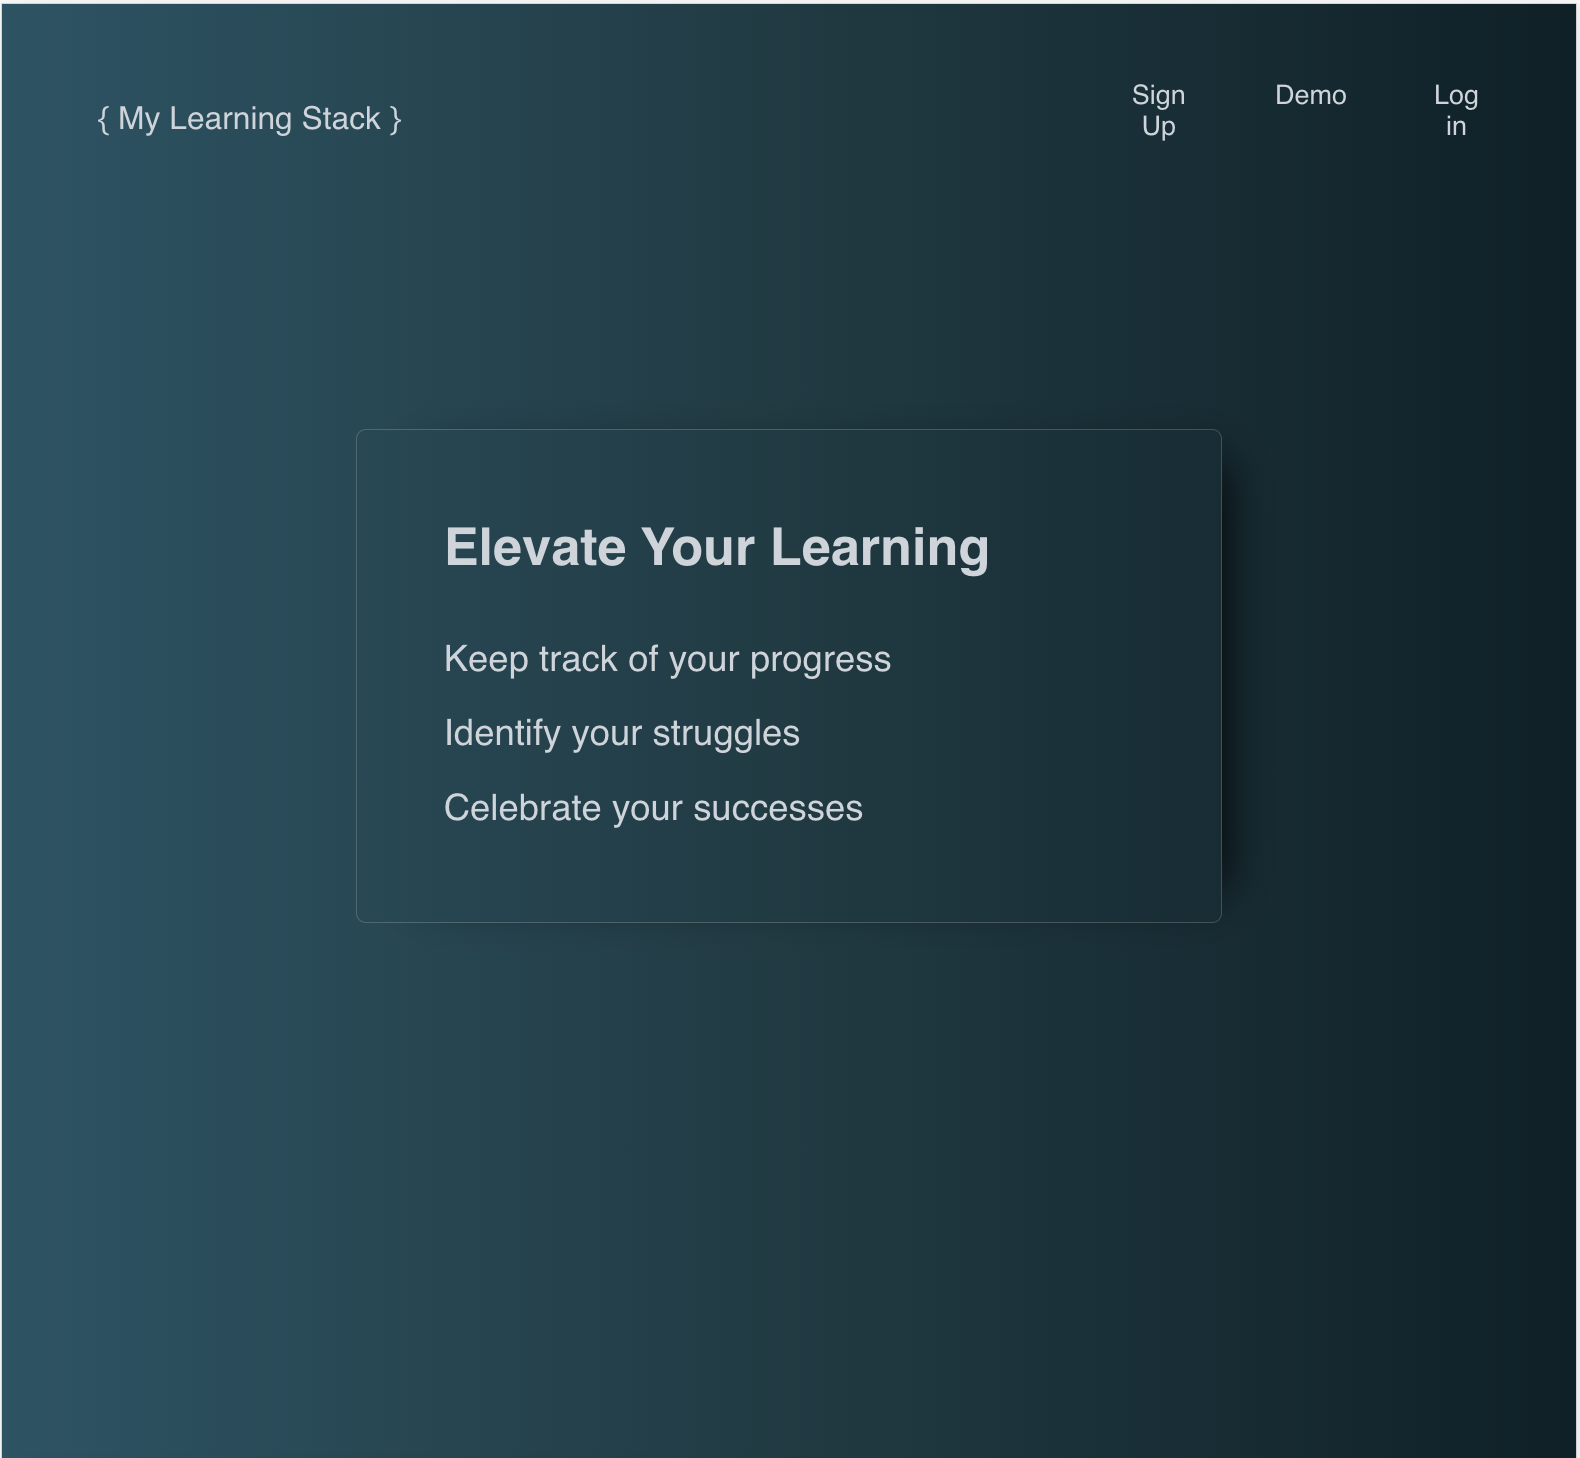 { My Learning Stack }
Sign
Up
Demo
Log
in
Elevate Your Learning
Keep track of your progress
Identify your struggles
Celebrate your successes